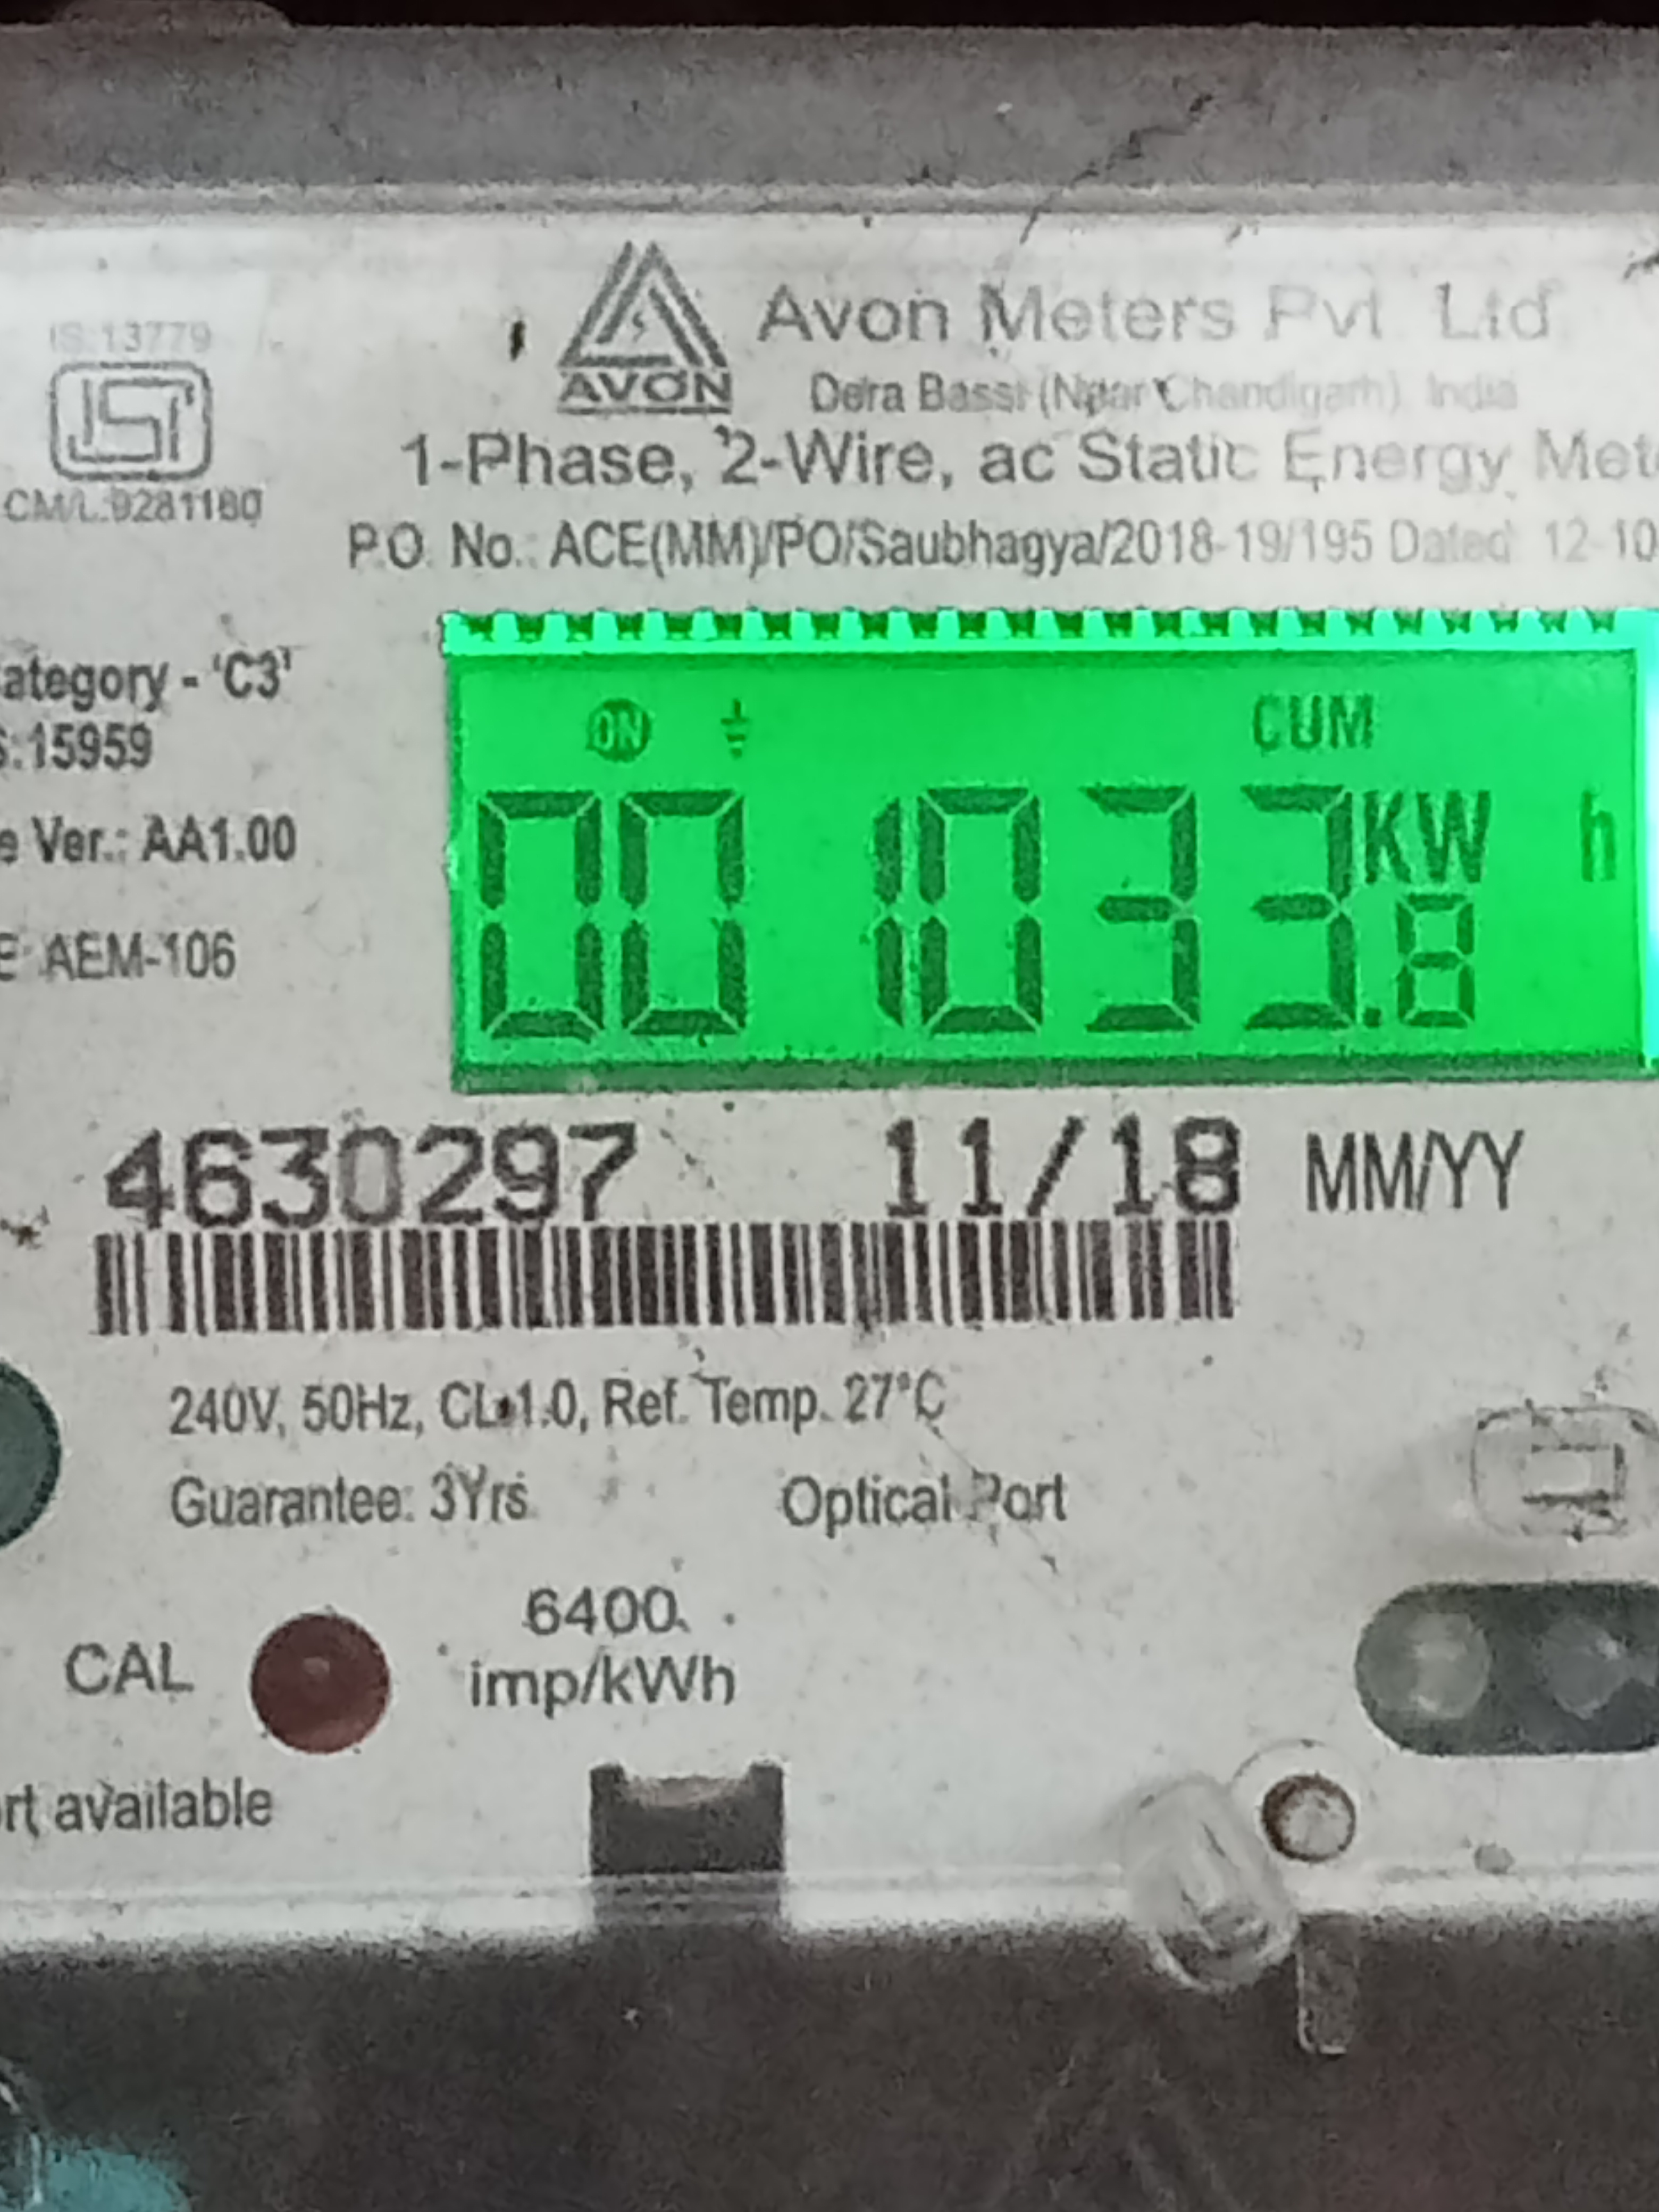 IS:13779
AVON
Avon Meters Pvt. Ltd
Dera Bassi (Near Chandigarh) India
CM/L:9281180
1-Phase, 2-Wire, ac Static Energy Met
P.O. No.: ACE(MM)/PO/Saubhagya/2018-19/195 Dated: 12-10
ategory - 'C3'
S:15959
e Ver.: AA1.00
E: AEM-106
ON CUM
001033.8 KW h
4630297 11/18 MM/YY
240V, 50Hz, CL.1.0, Ref. Temp. 27°C
Guarantee: 3Yrs Optical Port
CAL 6400
imp/kWh
rt available